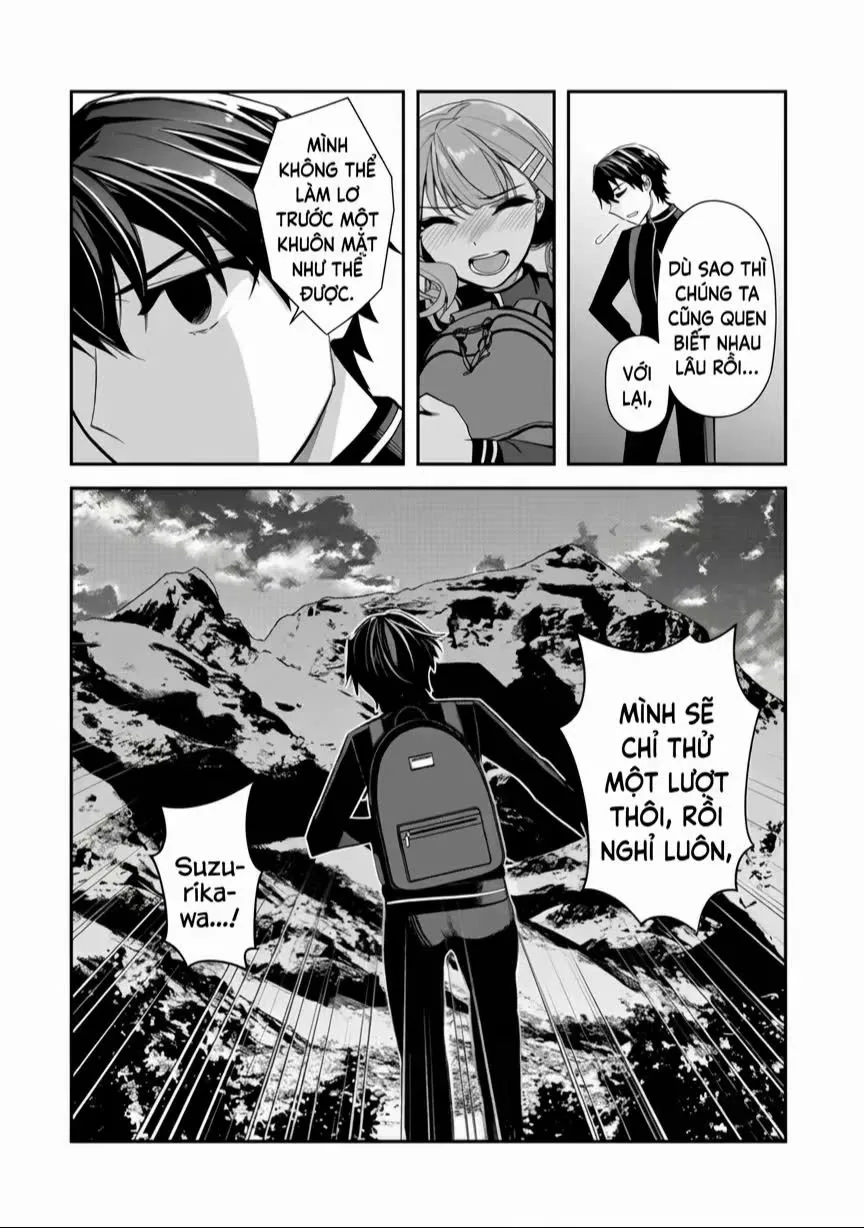 DÙ SAO THÌ
CHÚNG TA
CŨNG QUEN
BIẾT NHAU
LÂU RỒI...
VỚI
LẠI,
MÌNH
KHÔNG THỂ
LÀM LƠ
TRƯỚC MỘT
KHUÔN MẶT
NHƯ THẾ
ĐƯỢC.
MÌNH SẼ
CHỈ THỬ
MỘT LƯỢT
THÔI, RỒI
NGHỈ LUÔN,
Suzu-
rika-
wa...!